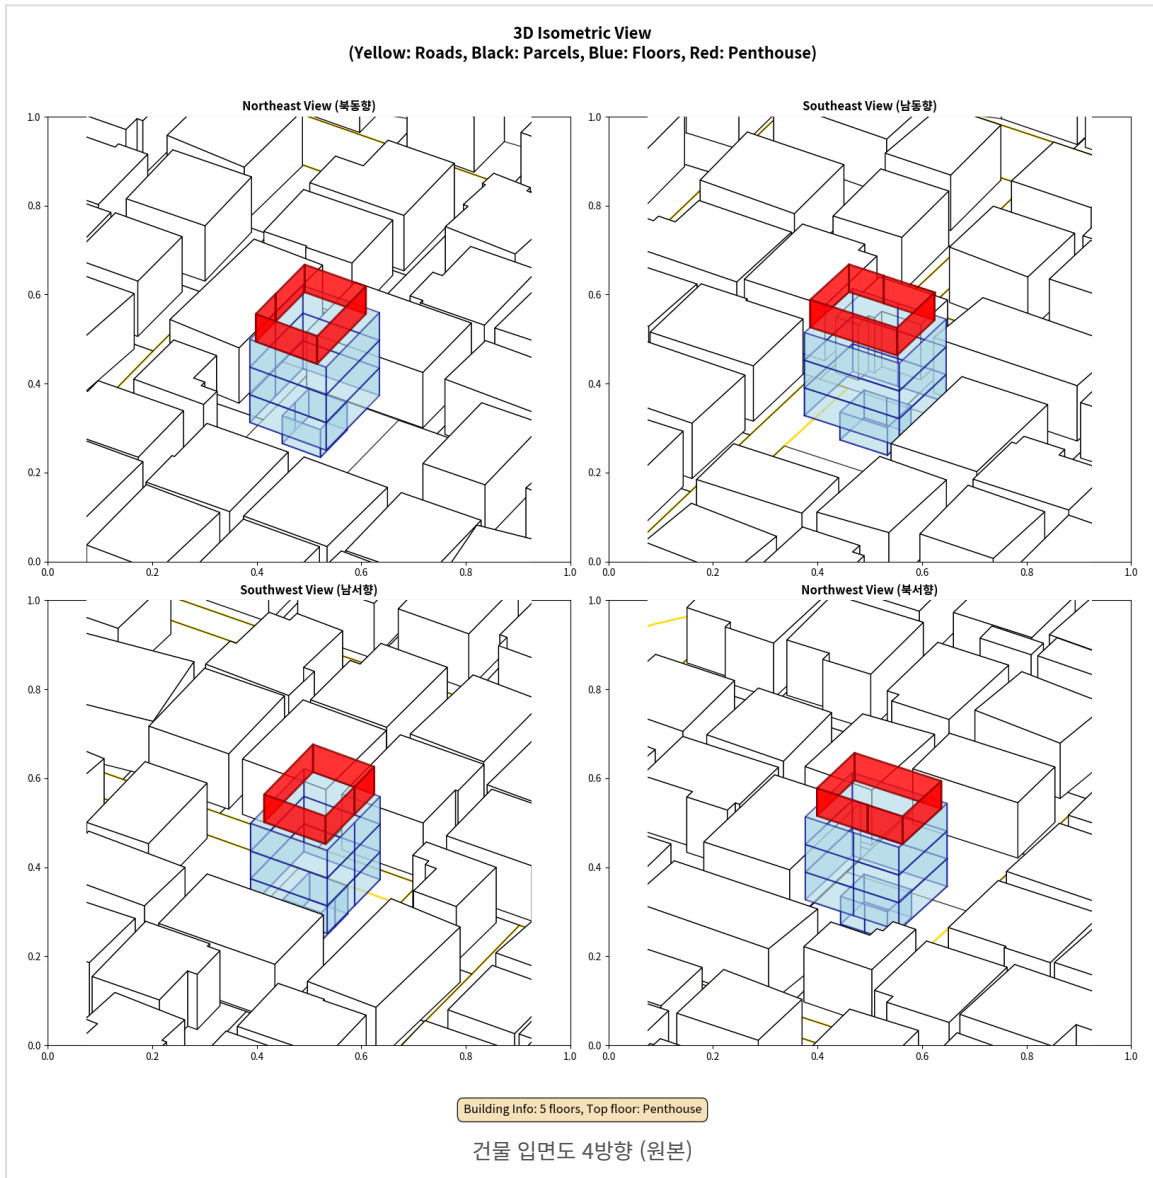 3D Isometric View
(Yellow: Roads, Black: Parcels, Blue: Floors, Red: Penthouse)
Northeast View (북동향)
1.0
0.8
0.6
0.4
0.2
0.0
0.0 0.2 0.4 0.6 0.8 1.0
Southeast View (남동향)
1.0
0.8
0.6
0.4
0.2
0.0
0.0 0.2 0.4 0.6 0.8 1.0
Southwest View (남서향)
1.0
0.8
0.6
0.4
0.2
0.0
0.0 0.2 0.4 0.6 0.8 1.0
Northwest View (북서향)
1.0
0.8
0.6
0.4
0.2
0.0
0.0 0.2 0.4 0.6 0.8 1.0
Building Info: 5 floors, Top floor: Penthouse
건물 입면도 4방향 (원본)